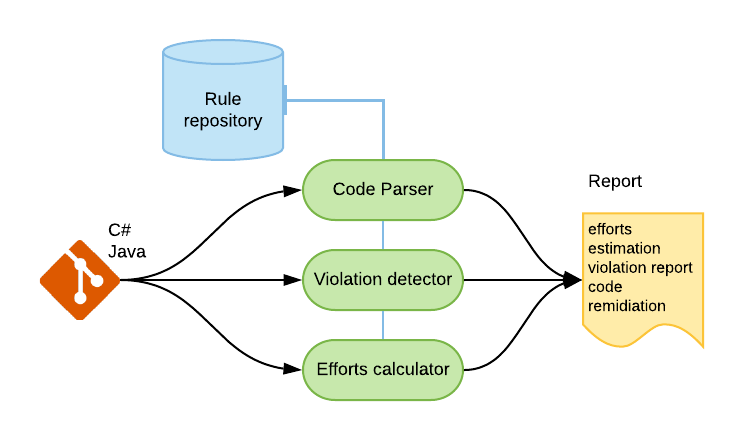 Rule
repository
Code Parser
Report
C#
Java
efforts
estimation
violation report
code
remidiation
Violation detector
Efforts calculator